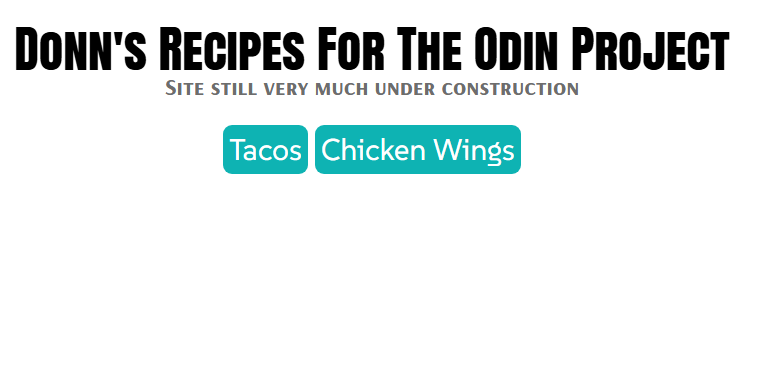 Donn's Recipes For The Odin Project
Site still very much under construction
Tacos
Chicken Wings